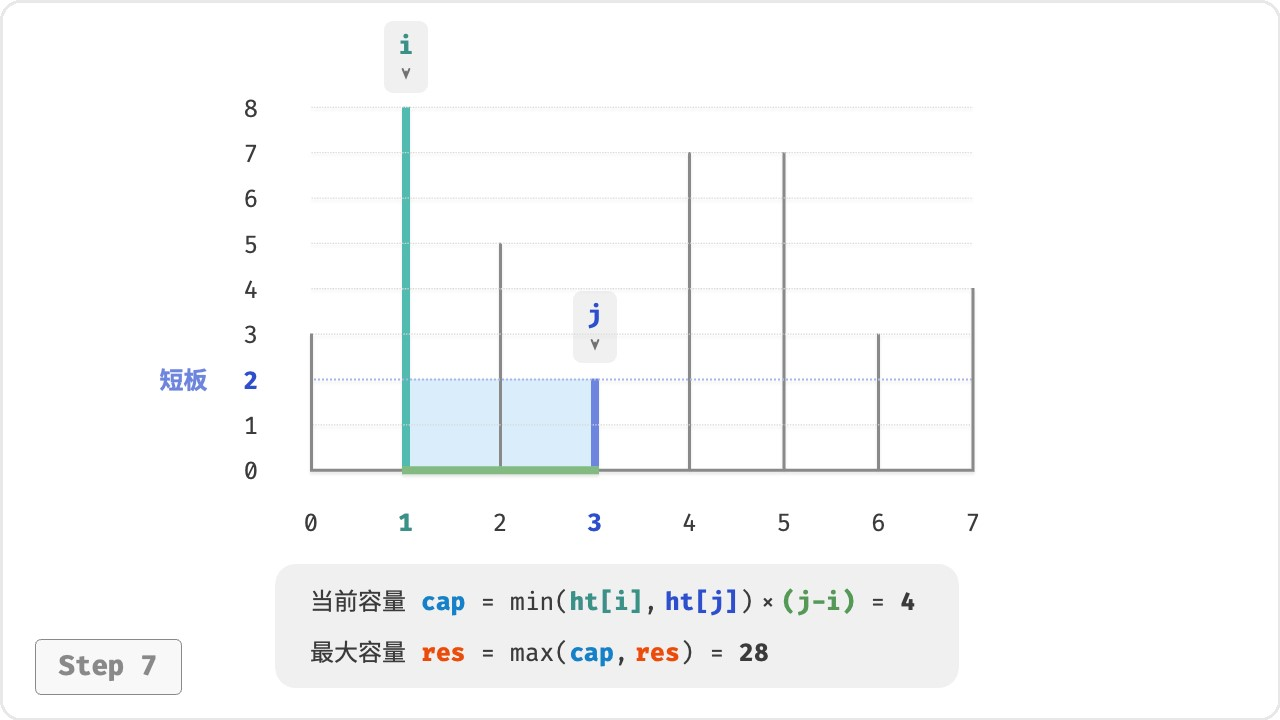 i
8
7
6
5
4
j
3
短板 2
1
0
0 1 2 3 4 5 6 7
当前容量 cap = min(ht[i], ht[j]) × (j-i) = 4
最大容量 res = max(cap, res) = 28
Step 7